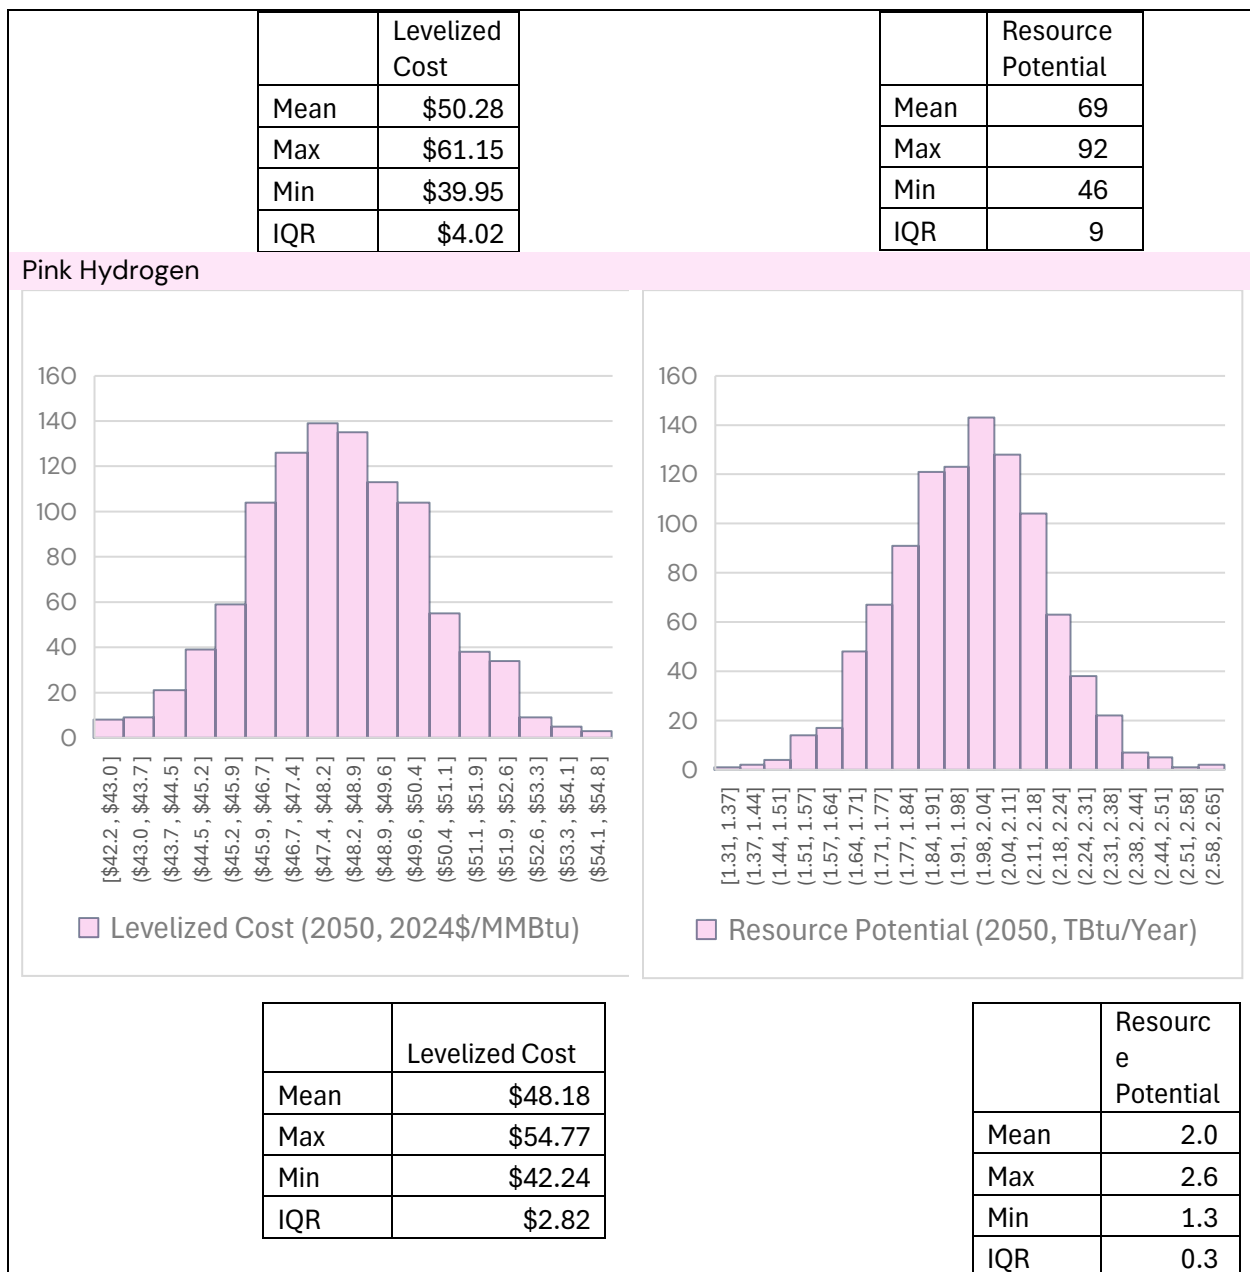 Levelized
Cost
Mean $50.28
Max $61.15
Min $39.95
IQR $4.02
Resource
Potential
Mean 69
Max 92
Min 46
IQR 9
Pink Hydrogen
160
140
120
100
80
60
40
20
0
[$42.2 , $43.0]
($43.0 , $43.7]
($43.7 , $44.5]
($44.5 , $45.2]
($45.2 , $45.9]
($45.9 , $46.7]
($46.7 , $47.4]
($47.4 , $48.2]
($48.2 , $48.9]
($48.9 , $49.6]
($49.6 , $50.4]
($50.4 , $51.1]
($51.1 , $51.9]
($51.9 , $52.6]
($52.6 , $53.3]
($53.3 , $54.1]
($54.1 , $54.8]
Levelized Cost (2050, 2024$/MMBtu)
160
140
120
100
80
60
40
20
0
[1.31, 1.37]
(1.37, 1.44]
(1.44, 1.51]
(1.51, 1.57]
(1.57, 1.64]
(1.64, 1.71]
(1.71, 1.77]
(1.77, 1.84]
(1.84, 1.91]
(1.91, 1.98]
(1.98, 2.04]
(2.04, 2.11]
(2.11, 2.18]
(2.18, 2.24]
(2.24, 2.31]
(2.31, 2.38]
(2.38, 2.44]
(2.44, 2.51]
(2.51, 2.58]
(2.58, 2.65]
Resource Potential (2050, TBtu/Year)
Levelized Cost
Mean $48.18
Max $54.77
Min $42.24
IQR $2.82
Resourc
e
Potential
Mean 2.0
Max 2.6
Min 1.3
IQR 0.3